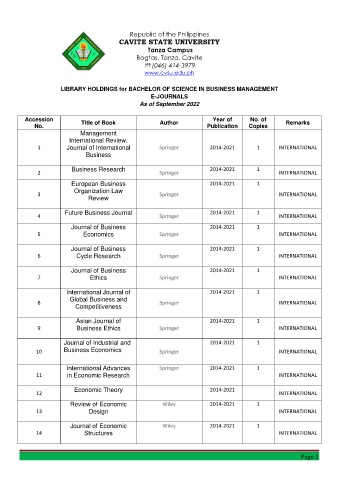 Republic of the Philippines
CAVITE STATE UNIVERSITY
Tanza Campus
Bagtas, Tanza, Cavite
☎ (046) 414-3979
www.cvsu.edu.ph
LIBRARY HOLDINGS for BACHELOR OF SCIENCE IN BUSINESS MANAGEMENT
E-JOURNALS
As of September 2022
Accession No. Title of Book Author Year of Publication No. of Copies Remarks
1 Management International Review: Journal of International Business Springer 2014-2021 1 INTERNATIONAL
2 Business Research Springer 2014-2021 1 INTERNATIONAL
3 European Business Organization Law Review Springer 2014-2021 1 INTERNATIONAL
4 Future Business Journal Springer 2014-2021 1 INTERNATIONAL
5 Journal of Business Economics Springer 2014-2021 1 INTERNATIONAL
6 Journal of Business Cycle Research Springer 2014-2021 1 INTERNATIONAL
7 Journal of Business Ethics Springer 2014-2021 1 INTERNATIONAL
8 International Journal of Global Business and Competitiveness Springer 2014-2021 1 INTERNATIONAL
9 Asian Journal of Business Ethics Springer 2014-2021 1 INTERNATIONAL
10 Journal of Industrial and Business Economics Springer 2014-2021 1 INTERNATIONAL
11 International Advances in Economic Research Springer 2014-2021 1 INTERNATIONAL
12 Economic Theory 2014-2021 INTERNATIONAL
13 Review of Economic Design Wiley 2014-2021 1 INTERNATIONAL
14 Journal of Economic Structures Wiley 2014-2021 1 INTERNATIONAL
Page 1